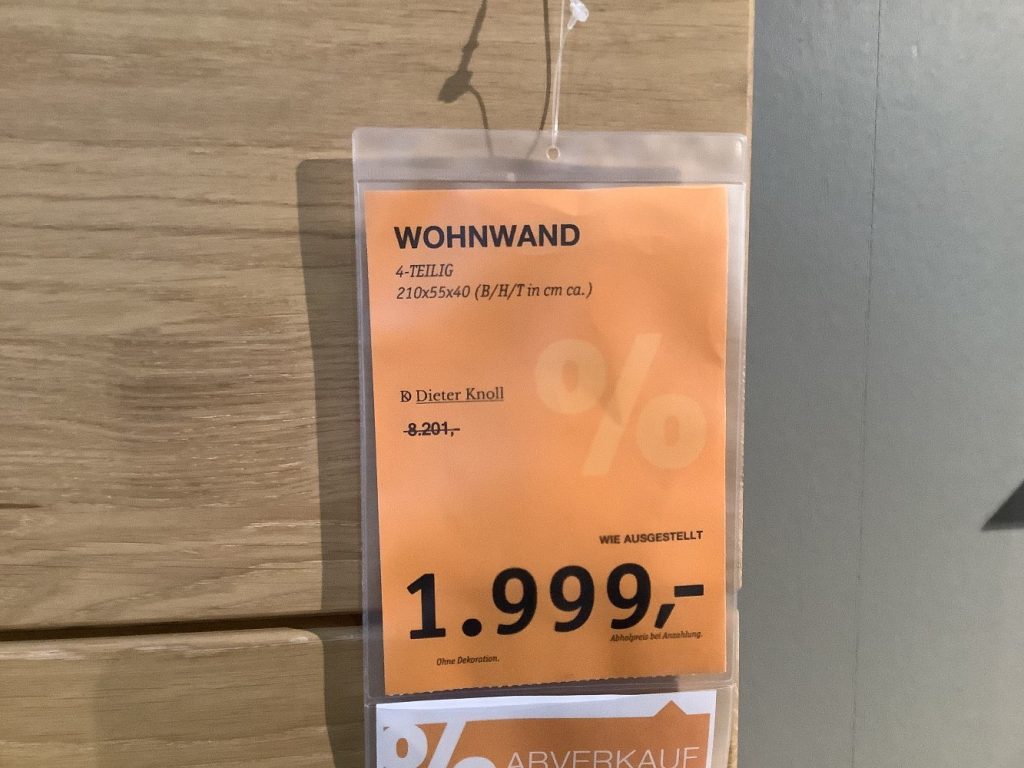 WOHNWAND
4-TEILIG
210x55x40 (B/H/T in cm ca.)
%
Dieter Knoll
8.201,-
WIE AUSGESTELLT
1.999,-
Abholpreis bei Anzahlung.
Ohne Dekoration.
% ABVERKAUF